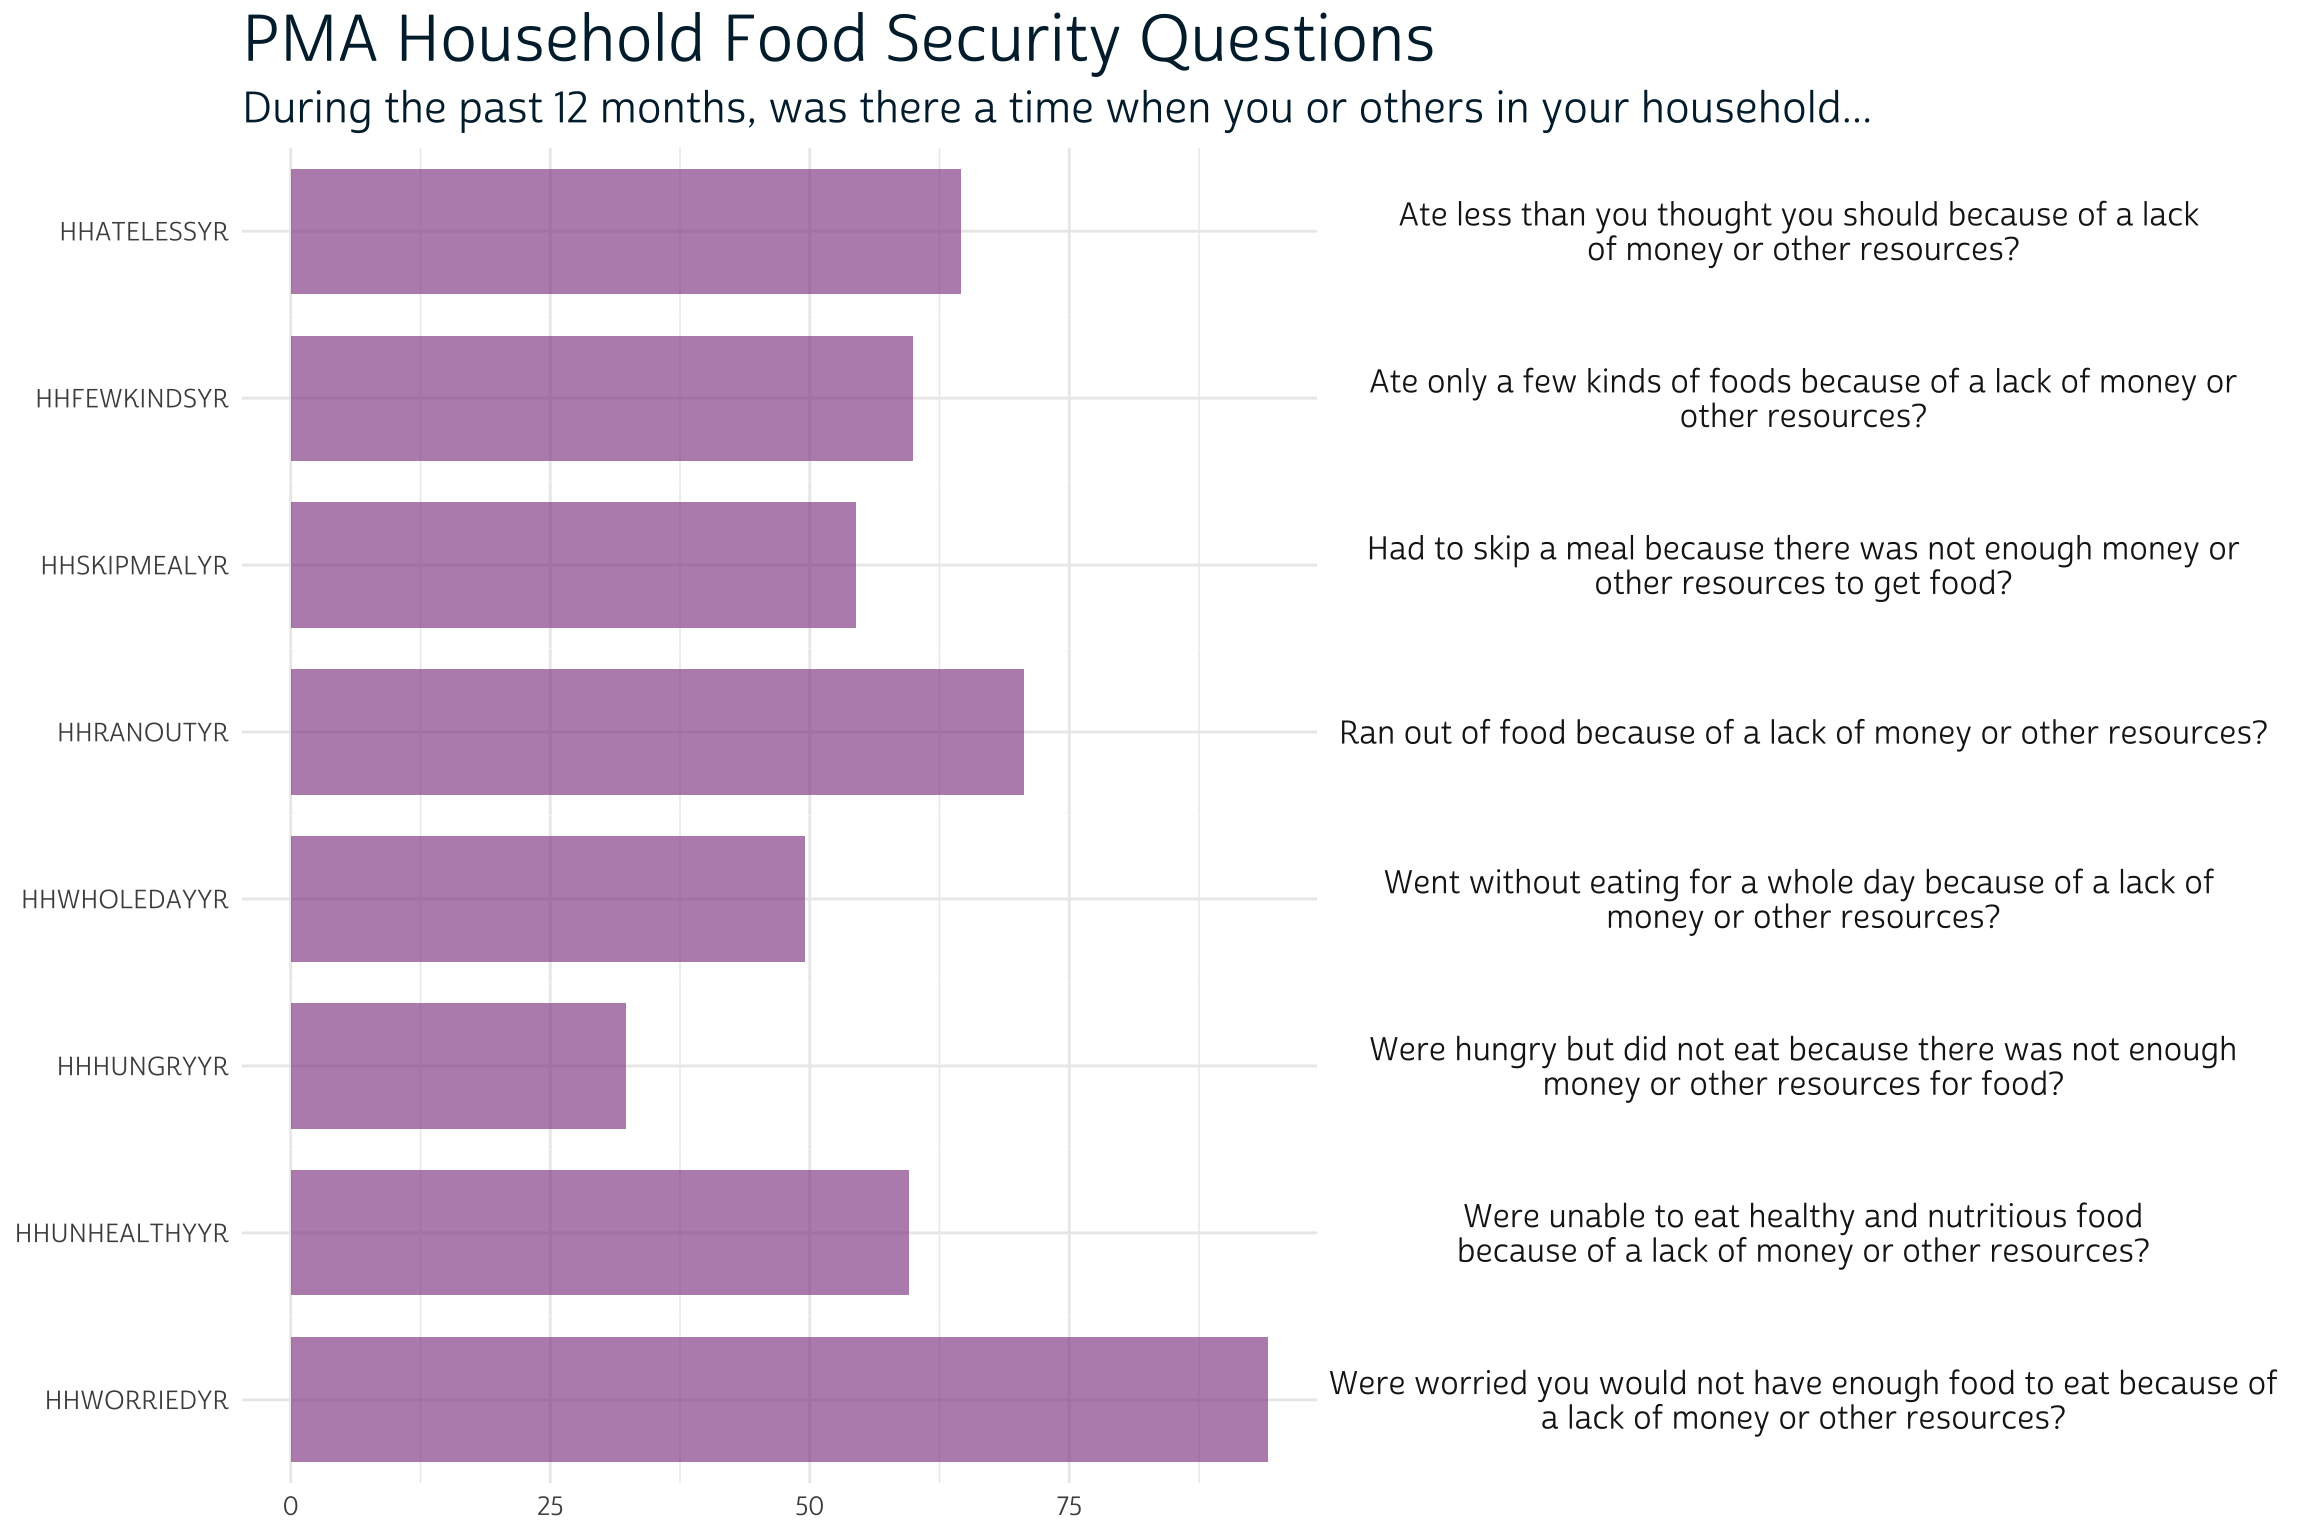 PMA Household Food Security Questions
During the past 12 months, was there a time when you or others in your household...
HHATELESSYR
Ate less than you thought you should because of a lack
of money or other resources?
HHFEWKINDSYR
Ate only a few kinds of foods because of a lack of money or
other resources?
HHSKIPMEALYR
Had to skip a meal because there was not enough money or
other resources to get food?
HHRANOUTYR
Ran out of food because of a lack of money or other resources?
HHWHOLEDAYYR
Went without eating for a whole day because of a lack of
money or other resources?
HHHUNGRYYR
Were hungry but did not eat because there was not enough
money or other resources for food?
HHUNHEALTHYYR
Were unable to eat healthy and nutritious food
because of a lack of money or other resources?
HHWORRIEDYR
Were worried you would not have enough food to eat because of
a lack of money or other resources?
0 25 50 75